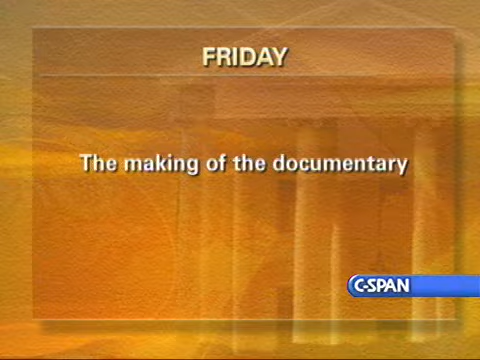 FRIDAY
The making of the documentary
C-SPAN